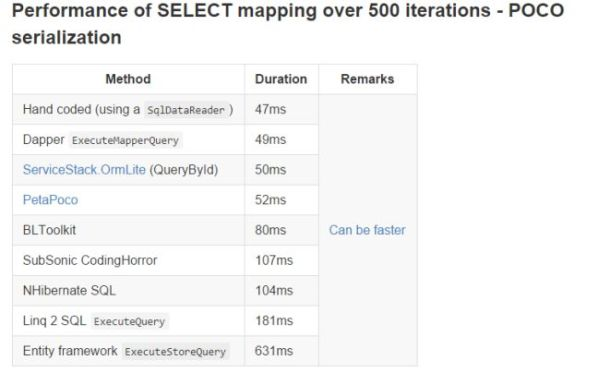 Performance of SELECT mapping over 500 iterations - POCO
serialization
Method Duration Remarks
Hand coded (using a SqlDataReader ) 47ms
Dapper ExecuteMapperQuery 49ms
ServiceStack.OrmLite (QueryById) 50ms
PetaPoco 52ms
BLToolkit 80ms Can be faster
SubSonic CodingHorror 107ms
NHibernate SQL 104ms
Linq 2 SQL ExecuteQuery 181ms
Entity framework ExecuteStoreQuery 631ms